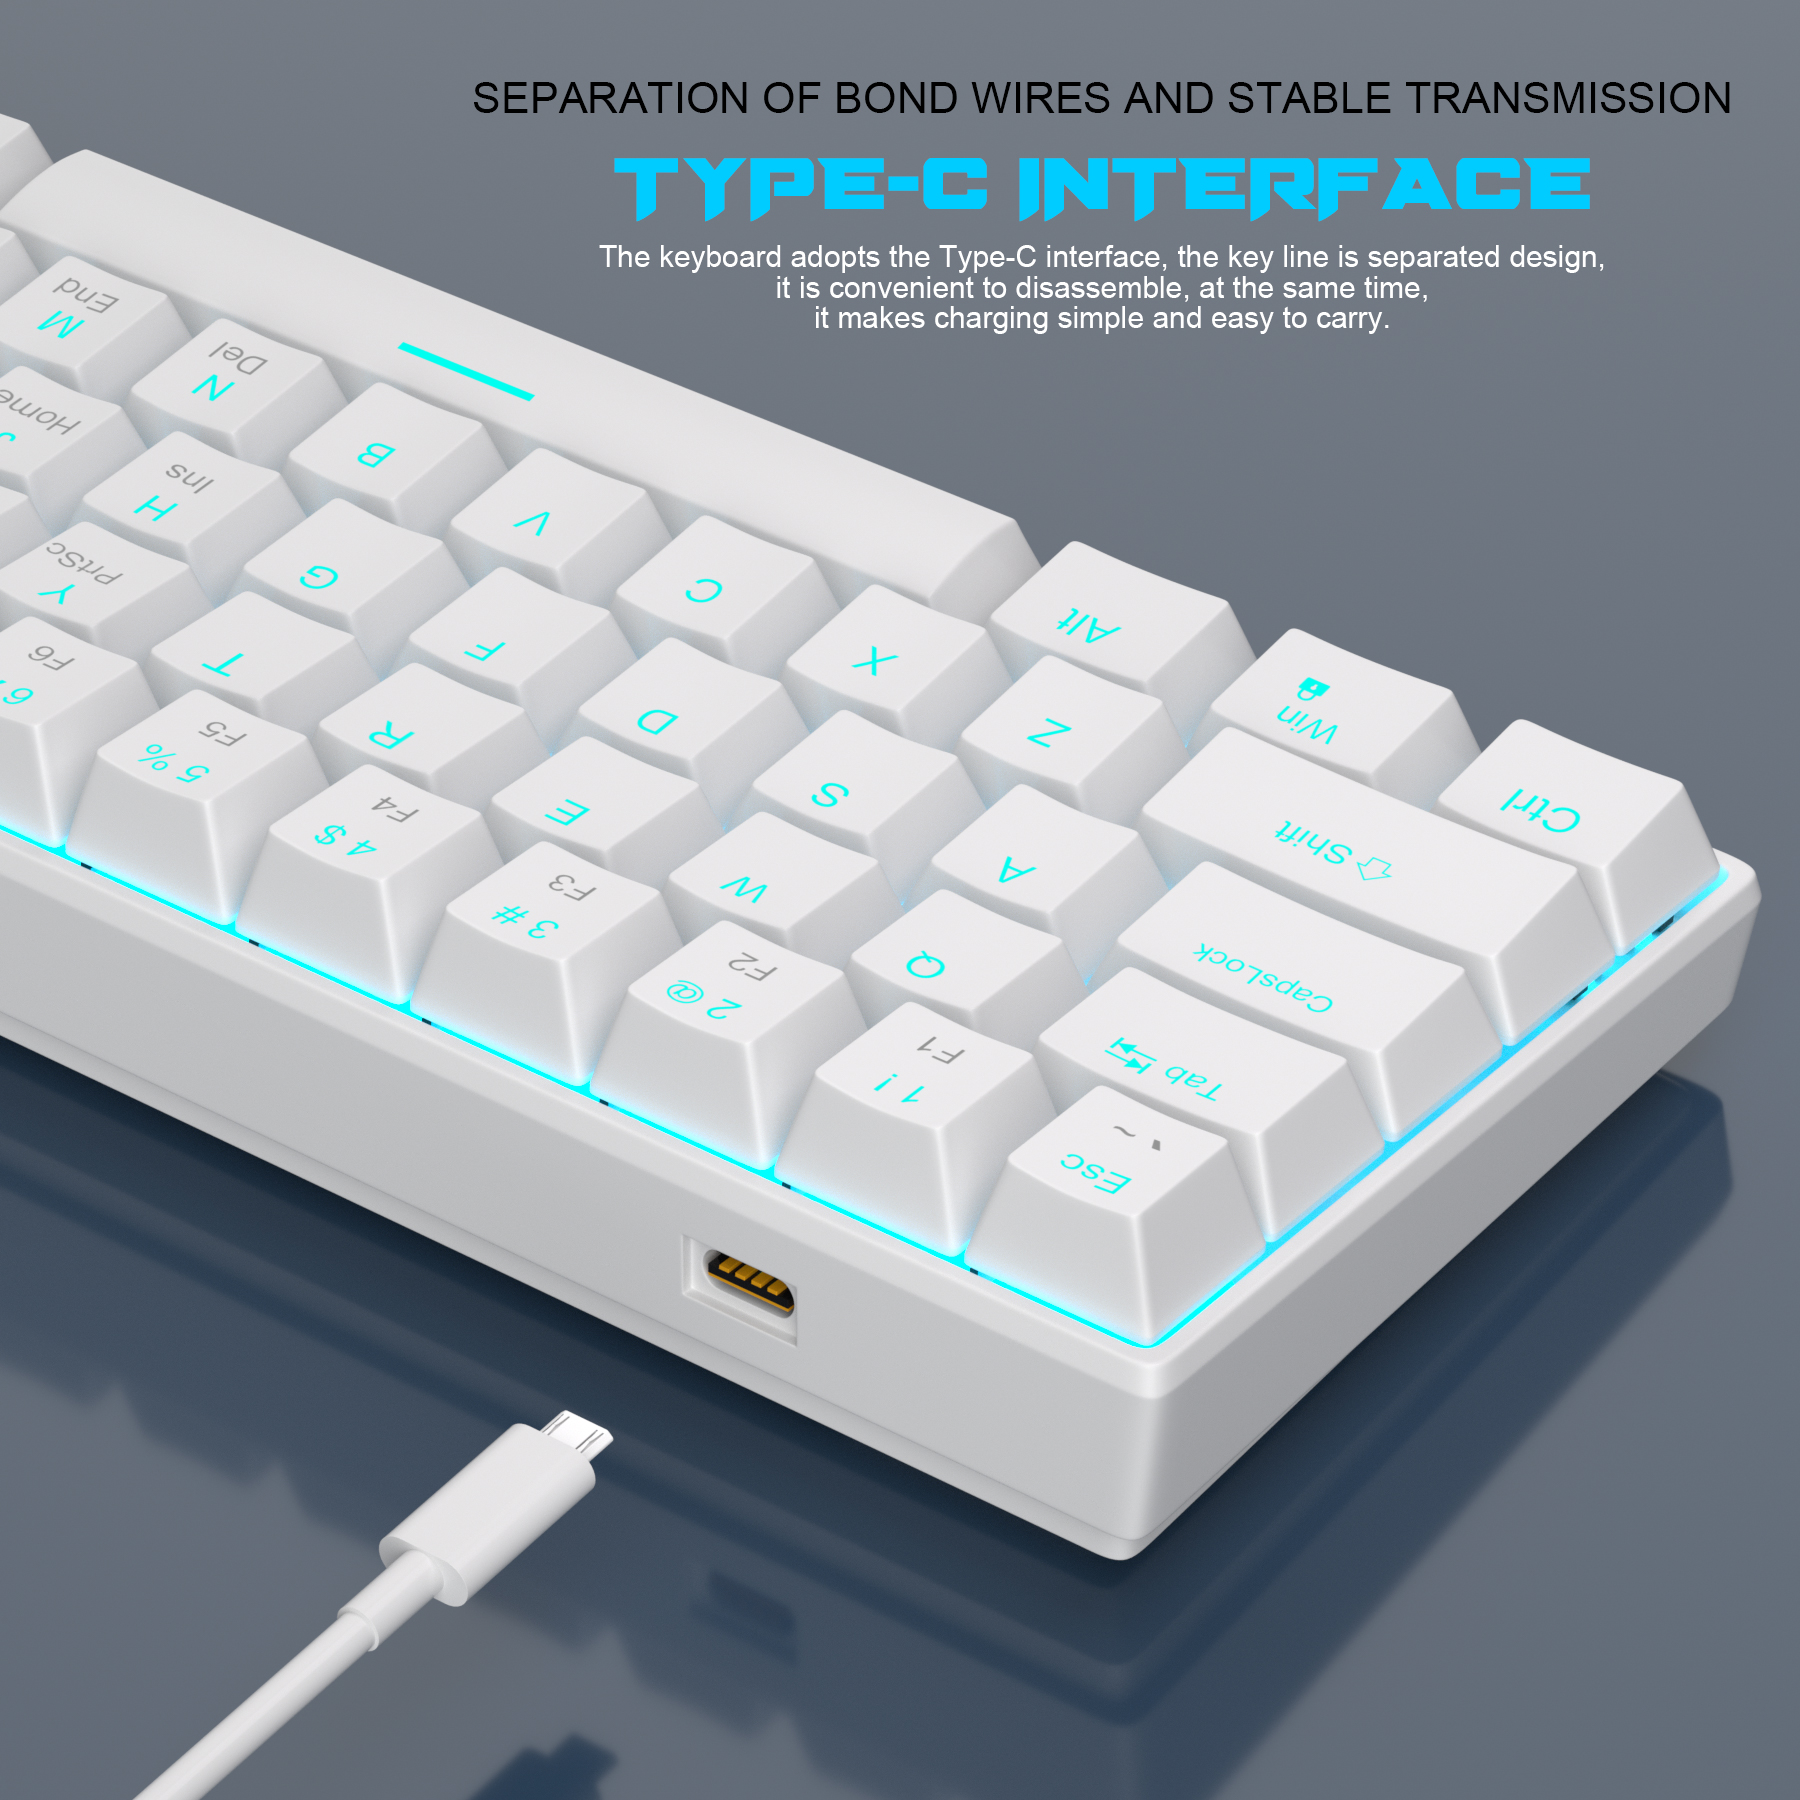 SEPARATION OF BOND WIRES AND STABLE TRANSMISSION
TYPE-C INTERFACE
The keyboard adopts the Type-C interface, the key line is separated design,
it is convenient to disassemble, at the same time,
it makes charging simple and easy to carry.
Esc ` ~
1 ! F1
2 @ F2
3 # F3
4 $ F4
5 % F5
6 F6
Tab
Q
W
E
R
T
Y PrtSc
CapsLock
A
S
D
F
G
H Ins
J Home
Shift
Z
X
C
V
B
N Del
M End
Ctrl
Win
Alt